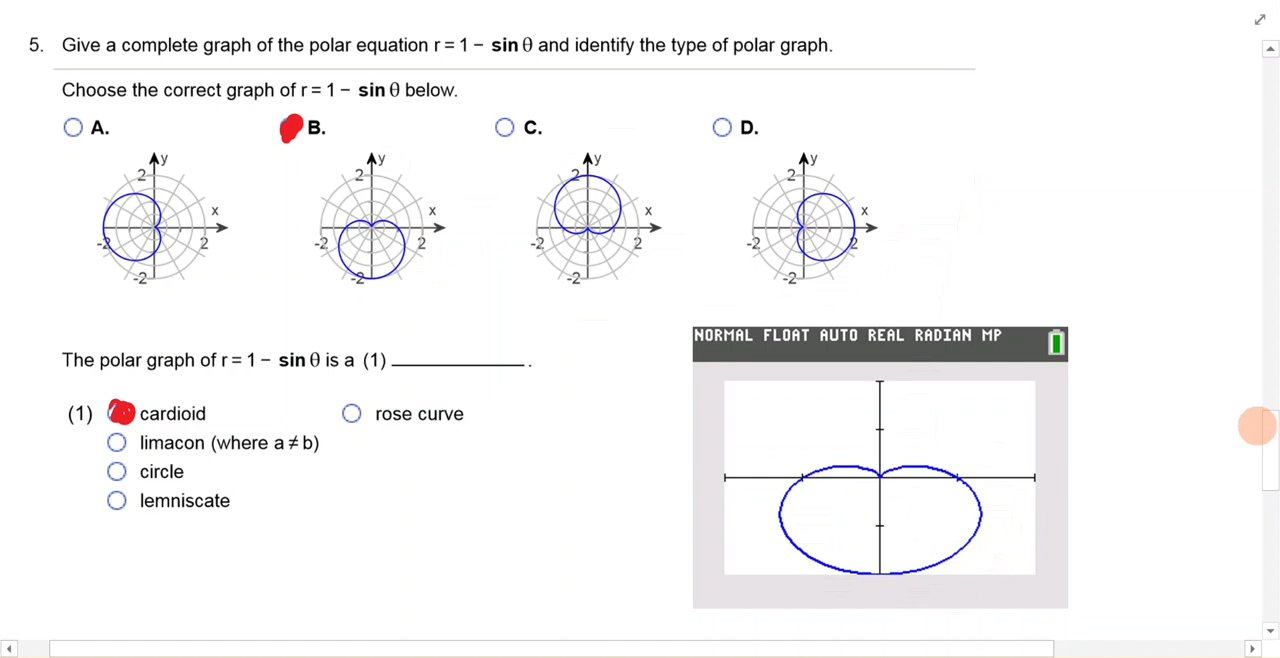 5. Give a complete graph of the polar equation r = 1 − sin θ and identify the type of polar graph.
Choose the correct graph of r = 1 − sin θ below.
A. B. C. D.
y y y y
2 2 2 2
x x x x
-2 2 -2 2 -2 2 -2 2
-2 -2 -2 -2
The polar graph of r = 1 − sin θ is a (1) ____________ .
NORMAL FLOAT AUTO REAL RADIAN MP
(1) cardioid rose curve
limacon (where a ≠ b)
circle
lemniscate